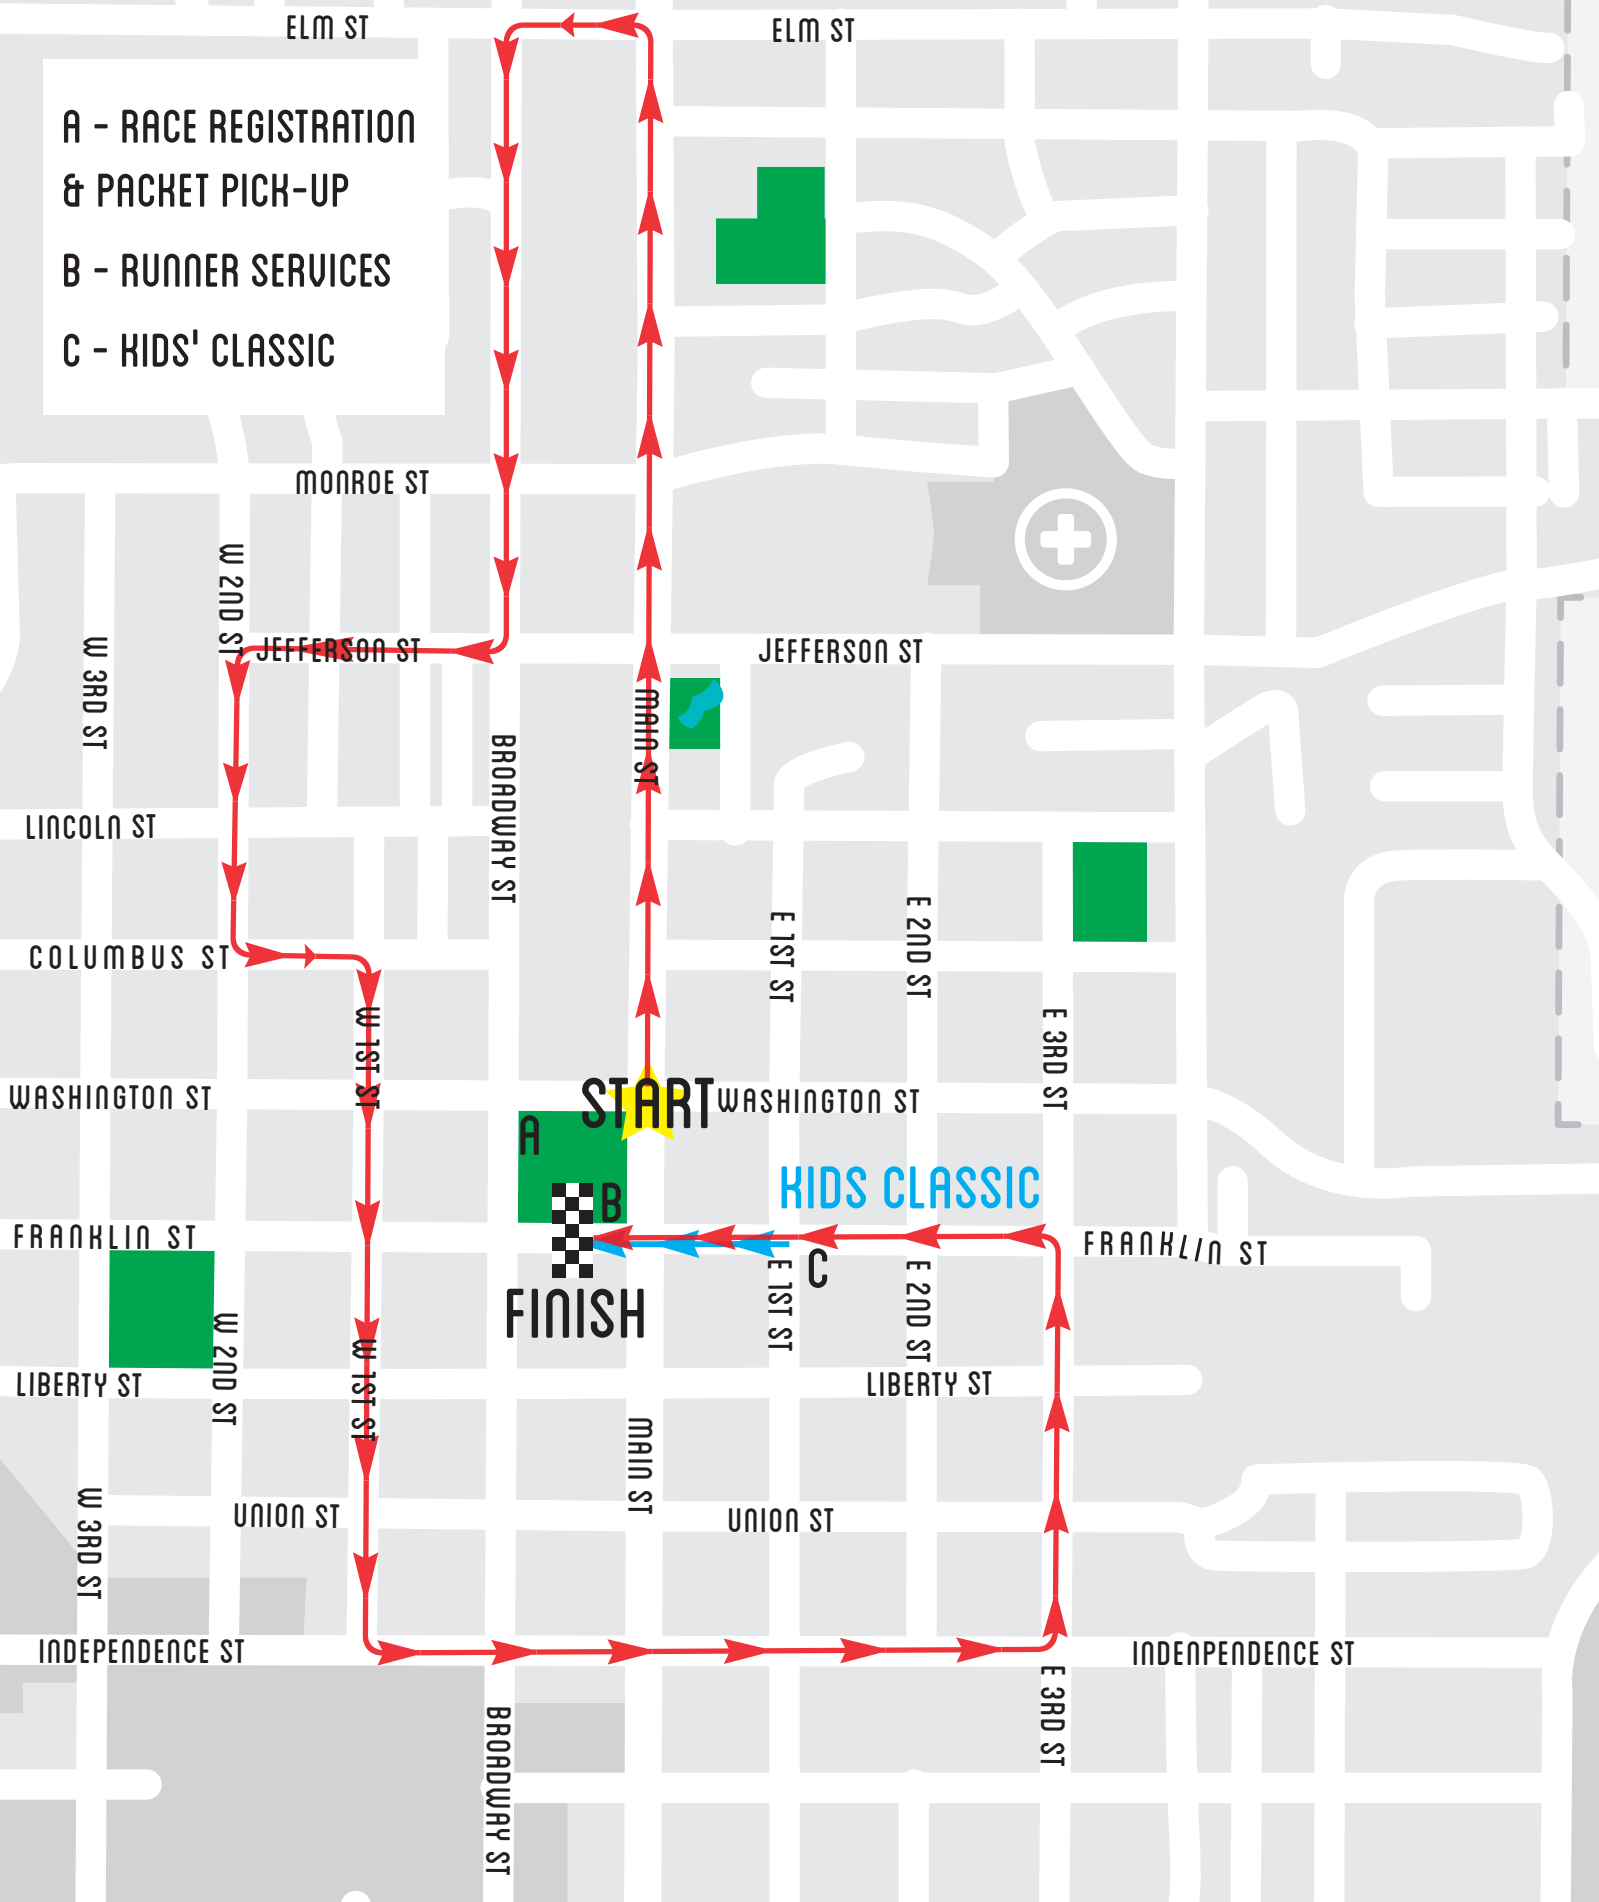 ELM ST
ELM ST
A - RACE REGISTRATION
& PACKET PICK-UP
B - RUNNER SERVICES
C - KIDS' CLASSIC
MONROE ST
W 2ND ST
W 3RD ST
JEFFERSON ST
JEFFERSON ST
MAIN ST
BROADWAY ST
LINCOLN ST
E 1ST ST
E 2ND ST
COLUMBUS ST
W 1ST ST
E 3RD ST
WASHINGTON ST
START
WASHINGTON ST
A
B
KIDS CLASSIC
FRANKLIN ST
FRANKLIN ST
C
FINISH
E 1ST ST
E 2ND ST
W 2ND ST
W 1ST ST
LIBERTY ST
LIBERTY ST
MAIN ST
W 3RD ST
UNION ST
UNION ST
INDEPENDENCE ST
INDENPENDENCE ST
E 3RD ST
BROADWAY ST